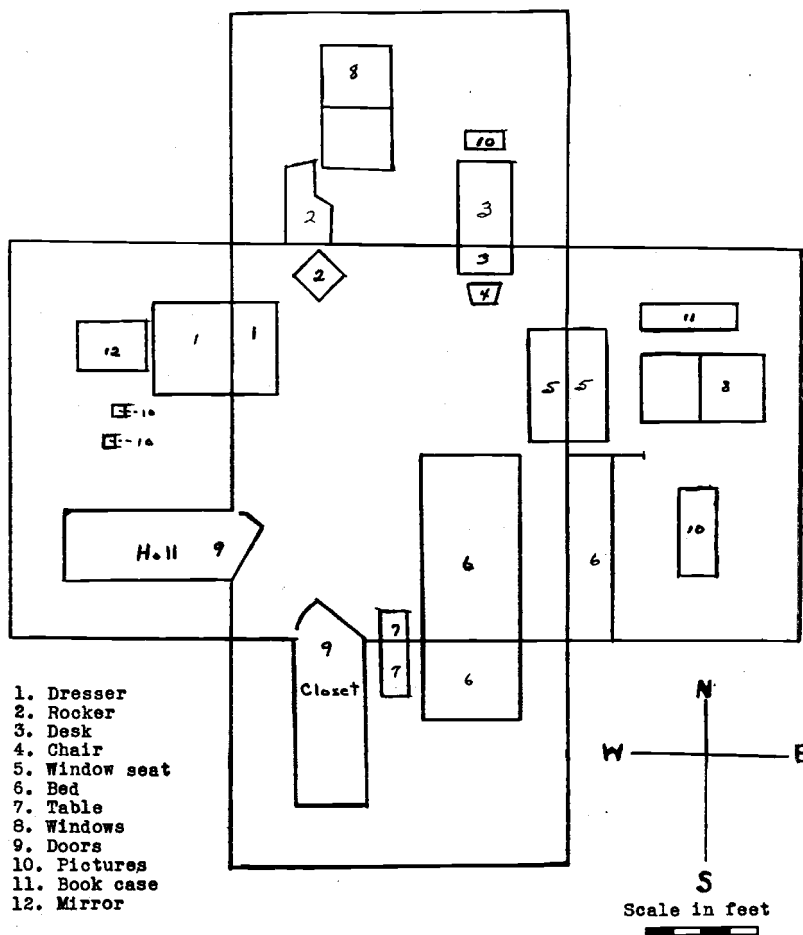 8
10
2
3
3
2
4
12
1
1
11
5
5
8
10
10
Hall 9
6
6
10
7
9
7
Closet
6
1. Dresser
2. Rocker
3. Desk
4. Chair
5. Window seat
6. Bed
7. Table
8. Windows
9. Doors
10. Pictures
11. Book case
12. Mirror
N
W
E
S
Scale in feet